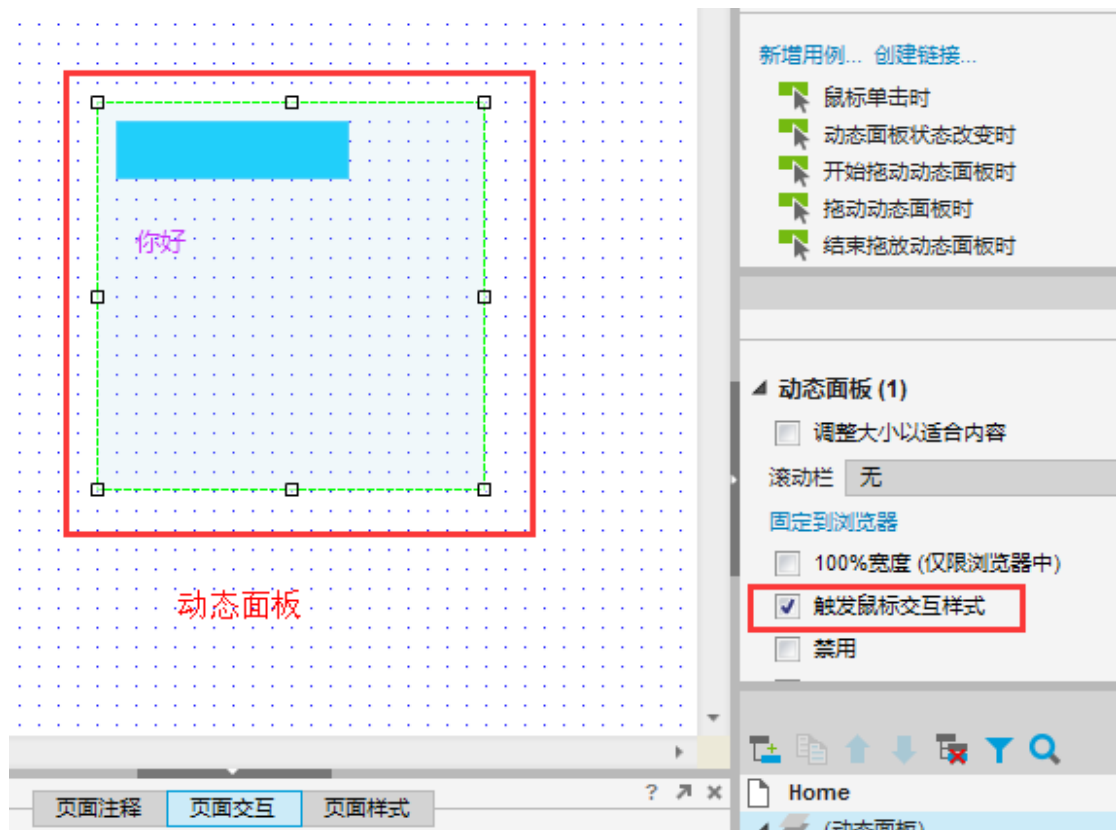 你好
动态面板
页面注释 页面交互 页面样式
?
新增用例... 创建链接...
鼠标单击时
动态面板状态改变时
开始拖动动态面板时
拖动动态面板时
结束拖放动态面板时
动态面板 (1)
调整大小以适合内容
滚动栏 无
固定到浏览器
100%宽度 (仅限浏览器中)
触发鼠标交互样式
禁用
Home
(动态面板)